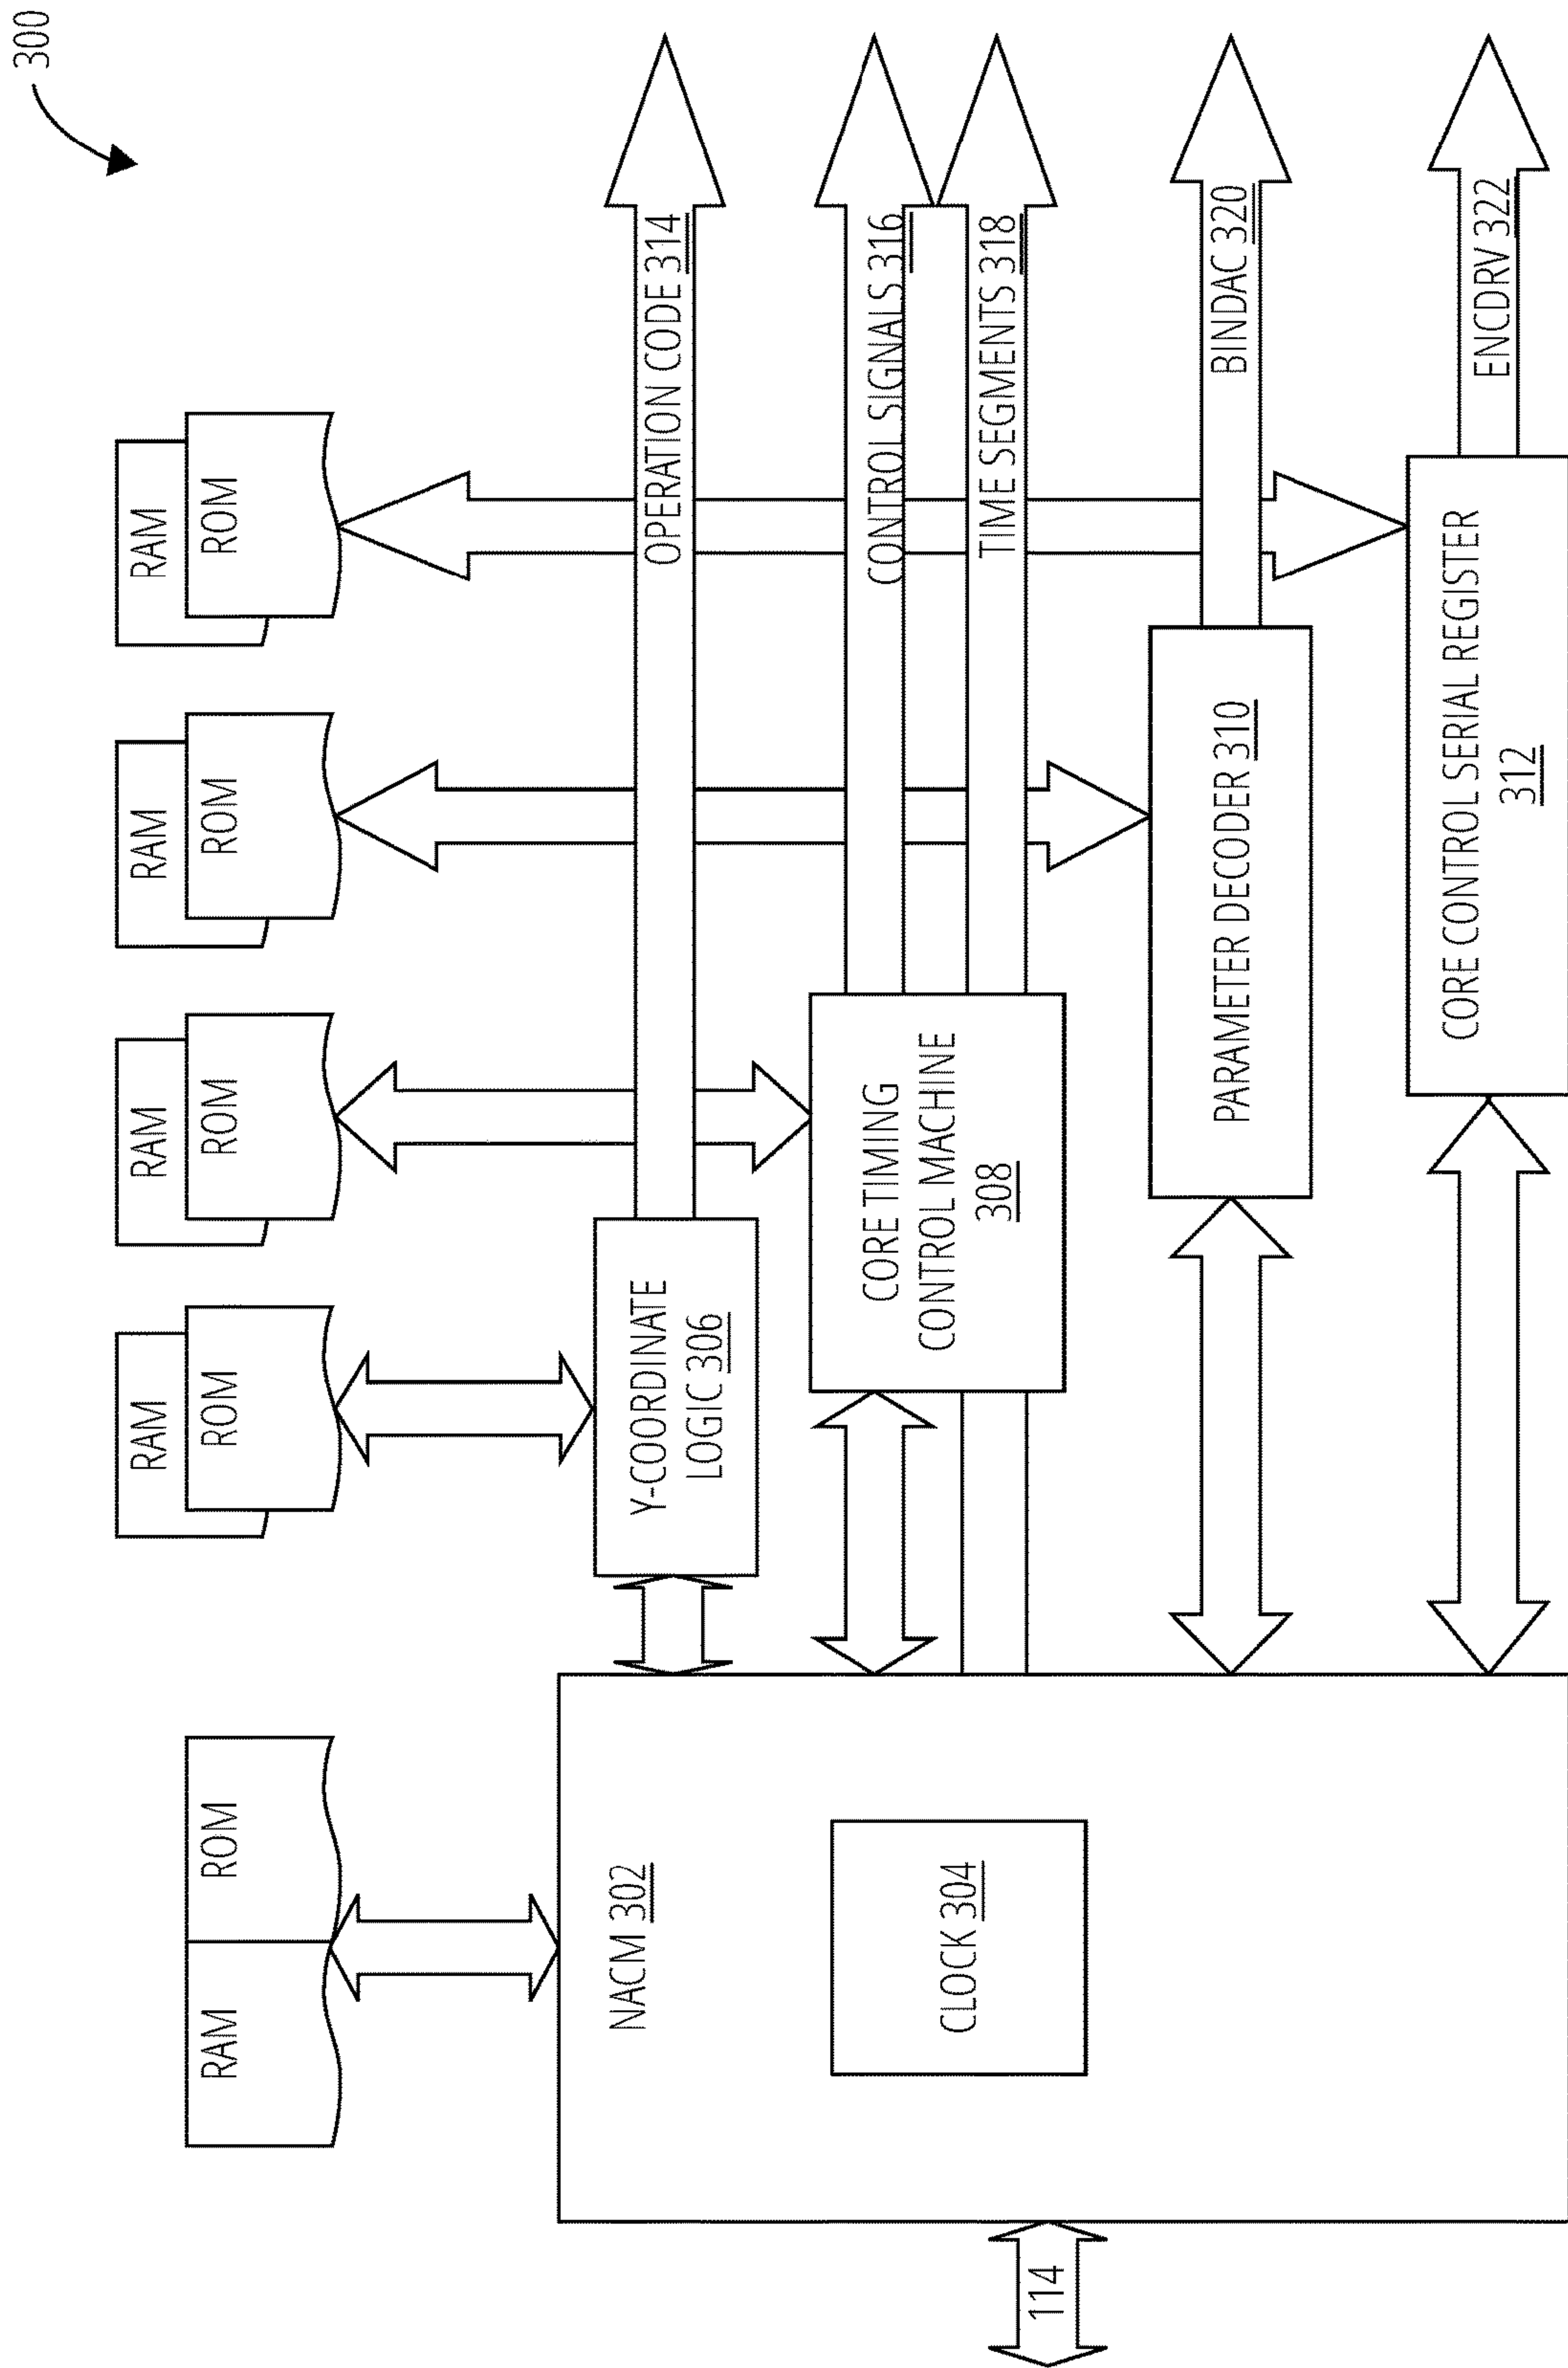 300
RAM
ROM
RAM
ROM
RAM
ROM
RAM
ROM
RAM
ROM
114
NACM 302
CLOCK 304
Y-COORDINATE
LOGIC 306
OPERATION CODE 314
CORE TIMING
CONTROL MACHINE
308
CONTROL SIGNALS 316
TIME SEGMENTS 318
PARAMETER DECODER 310
BINDAC 320
CORE CONTROL SERIAL REGISTER
312
ENCDRV 322